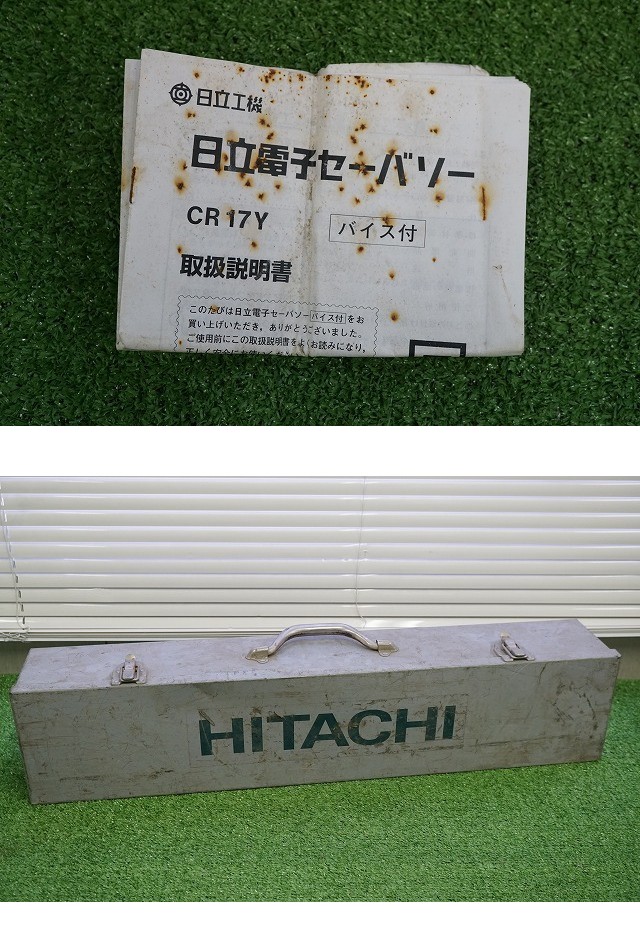 日立工機
日立電子セーバソー
CR 17Y
バイス付
取扱説明書
このたびは日立電子セーバソーバイス付をお
買い上げいただき,ありがとうございました。
ご使用前にこの取扱説明書をよくお読みになり,
HITACHI